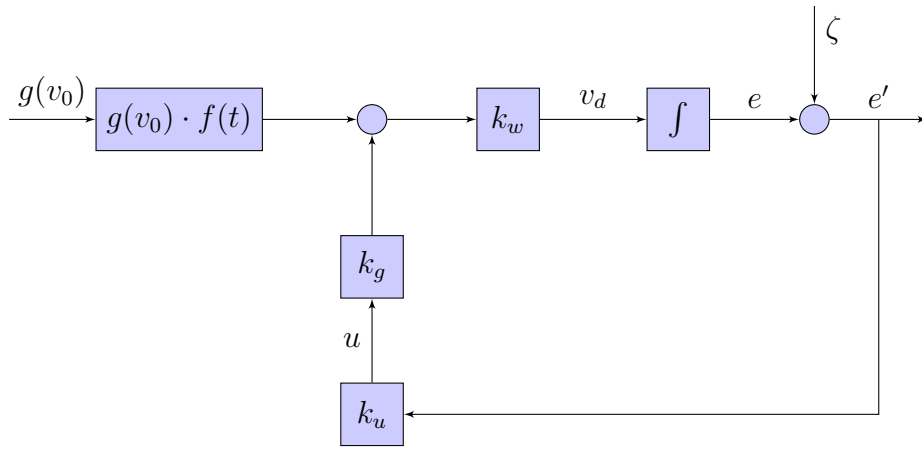 ζ
g(v₀)
g(v₀) · f(t)
k_w
v_d
∫
e
e′
k_g
u
k_u